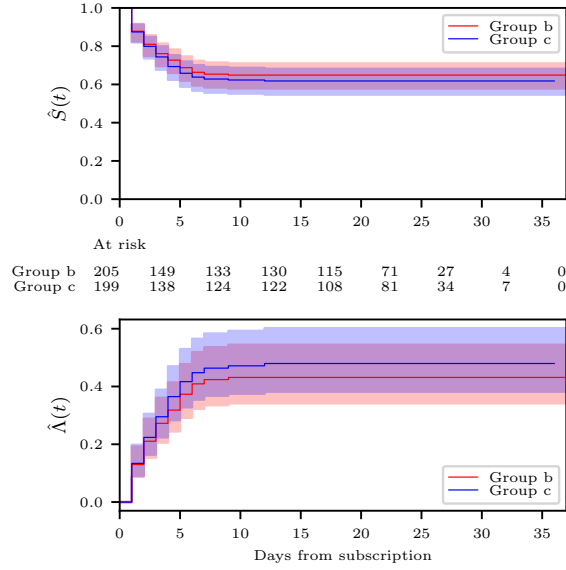 1.0
0.8
0.6
0.4
0.2
0.0
Ŝ(t)
Group b
Group c
0 5 10 15 20 25 30 35
At risk
Group b 205 149 133 130 115 71 27 4 0
Group c 199 138 124 122 108 81 34 7 0
0.6
0.4
0.2
0.0
Λ̂(t)
Group b
Group c
0 5 10 15 20 25 30 35
Days from subscription